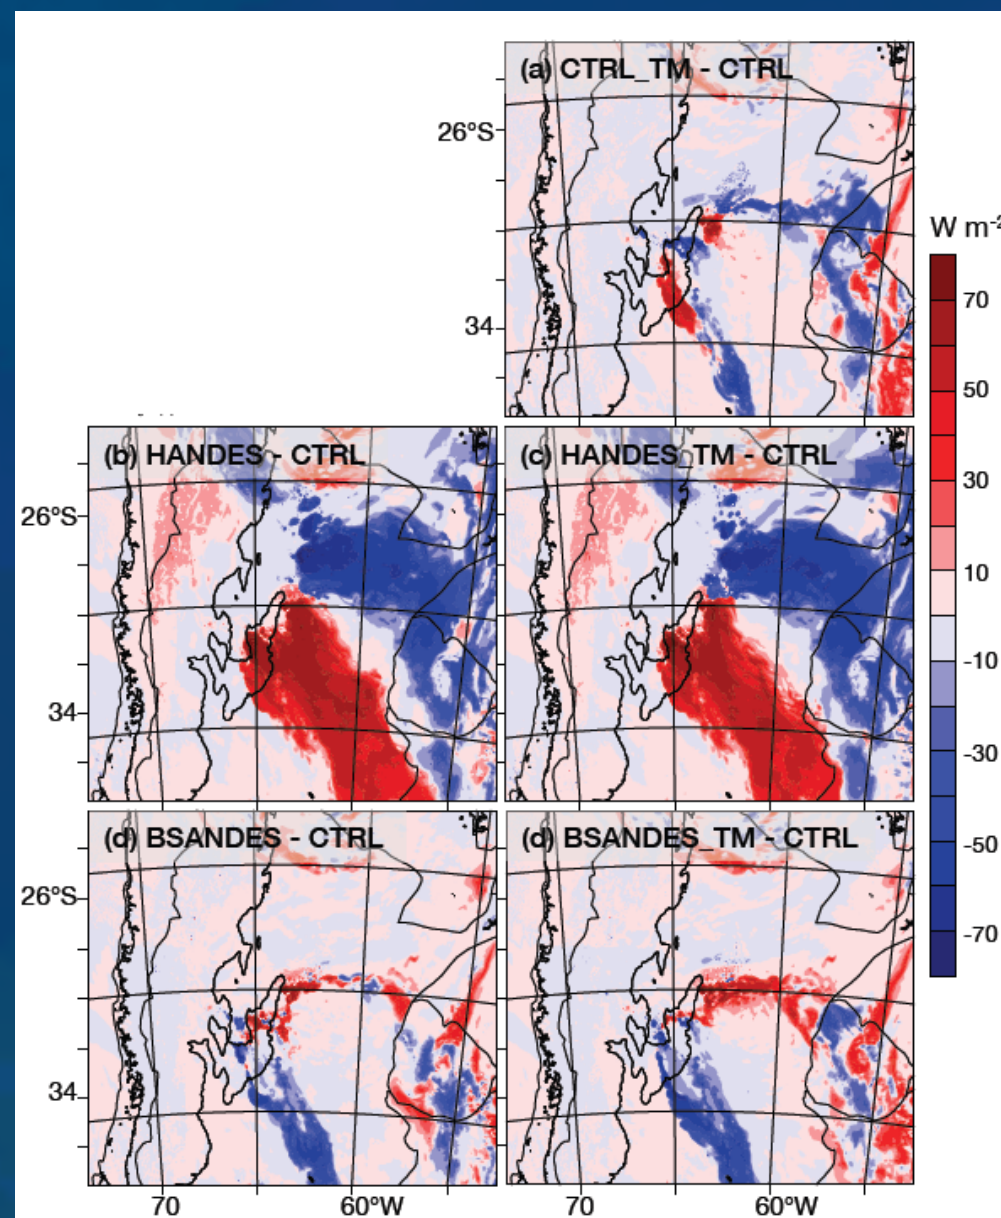 (a) CTRL_TM - CTRL
26°S
34
W m-2
70
50
30
10
-10
-30
-50
-70
(b) HANDES - CTRL
(c) HANDES_TM - CTRL
26°S
34
(d) BSANDES - CTRL
(d) BSANDES_TM - CTRL
26°S
34
70
60°W
70
60°W